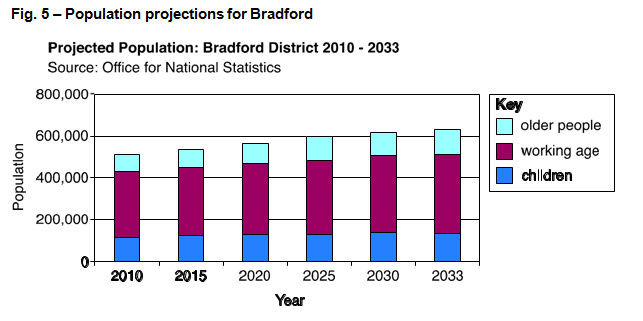 Fig. 5 – Population projections for Bradford
Projected Population: Bradford District 2010 - 2033
Source: Office for National Statistics
800,000
600,000
400,000
200,000
0
Population
2010 2015 2020 2025 2030 2033
Year
Key
older people
working age
children